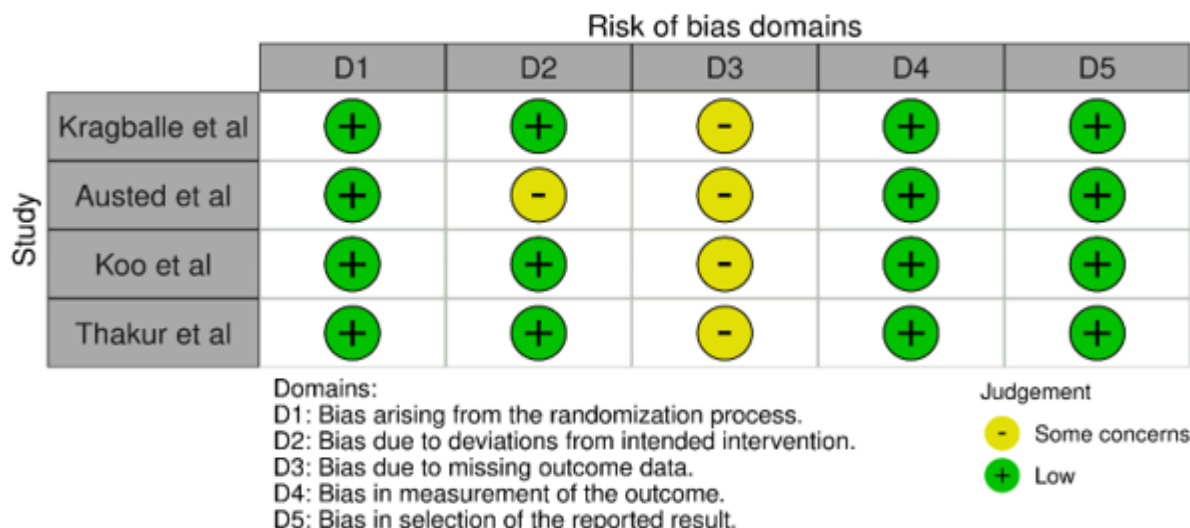 Risk of bias domains
D1 D2 D3 D4 D5
Study
Kragballe et al + + - + +
Austed et al + - - + +
Koo et al + + - + +
Thakur et al + + - + +
Domains:
D1: Bias arising from the randomization process.
D2: Bias due to deviations from intended intervention.
D3: Bias due to missing outcome data.
D4: Bias in measurement of the outcome.
D5: Bias in selection of the reported result.
Judgement
- Some concerns
+ Low